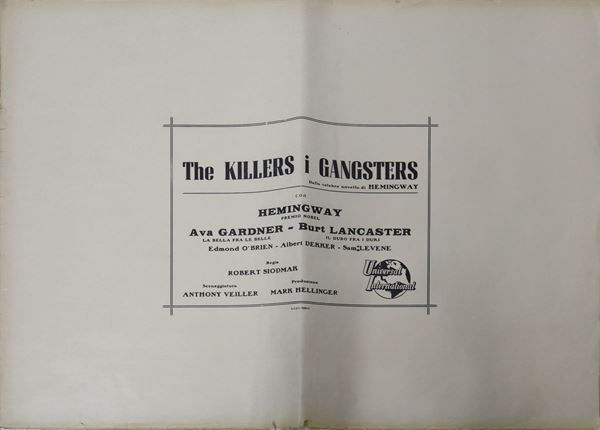 The KILLERS i GANGSTERS
Dalla celebre novella di HEMINGWAY
con
HEMINGWAY
PREMIO NOBEL
Ava GARDNER - Burt LANCASTER
LA BELLA FRA LE BELLE IL DURO FRA I DURI
Edmond O'BRIEN - Albert DEKKER - Sam LEVENE
Regia
ROBERT SIODMAK
Sceneggiatura Produzione
ANTHONY VEILLER MARK HELLINGER
Universal
International